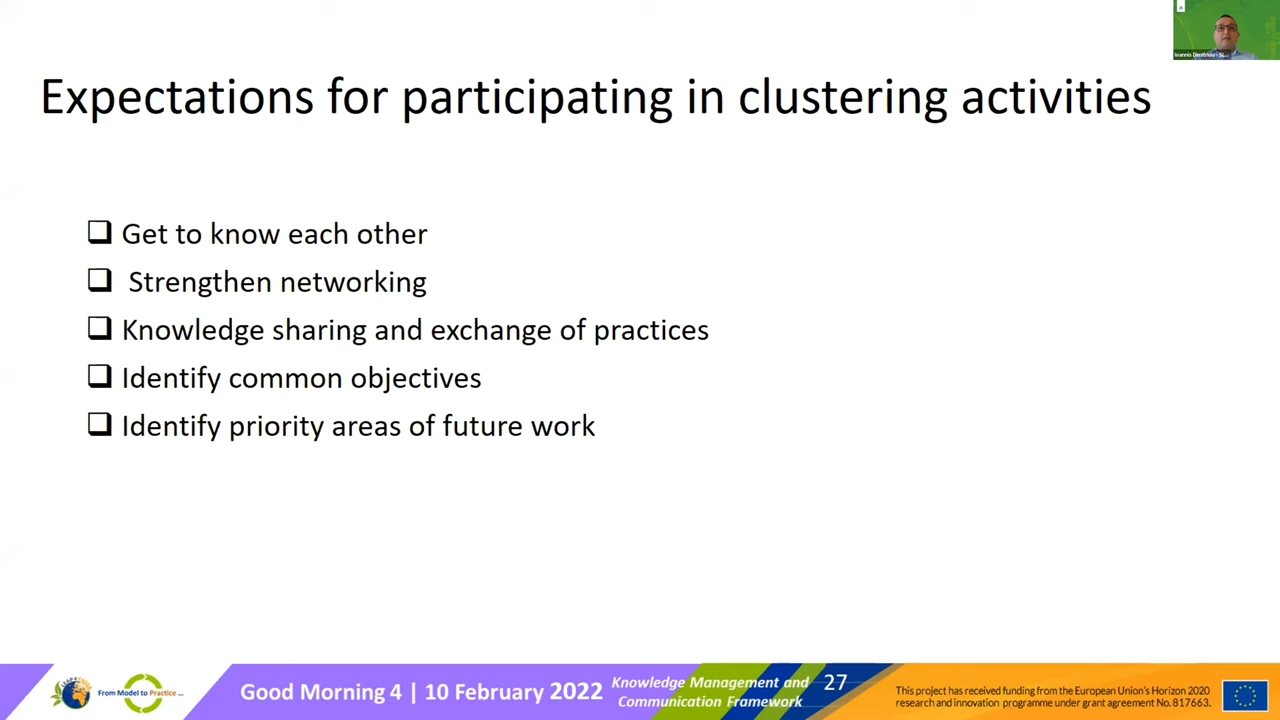 Ioannis Dimitriou - SL...
Expectations for participating in clustering activities
Get to know each other
Strengthen networking
Knowledge sharing and exchange of practices
Identify common objectives
Identify priority areas of future work
From Model to Practice ...
Good Morning 4 | 10 February 2022
Knowledge Management and
Communication Framework
27
This project has received funding from the European Union's Horizon 2020
research and innovation programme under grant agreement No. 817663.